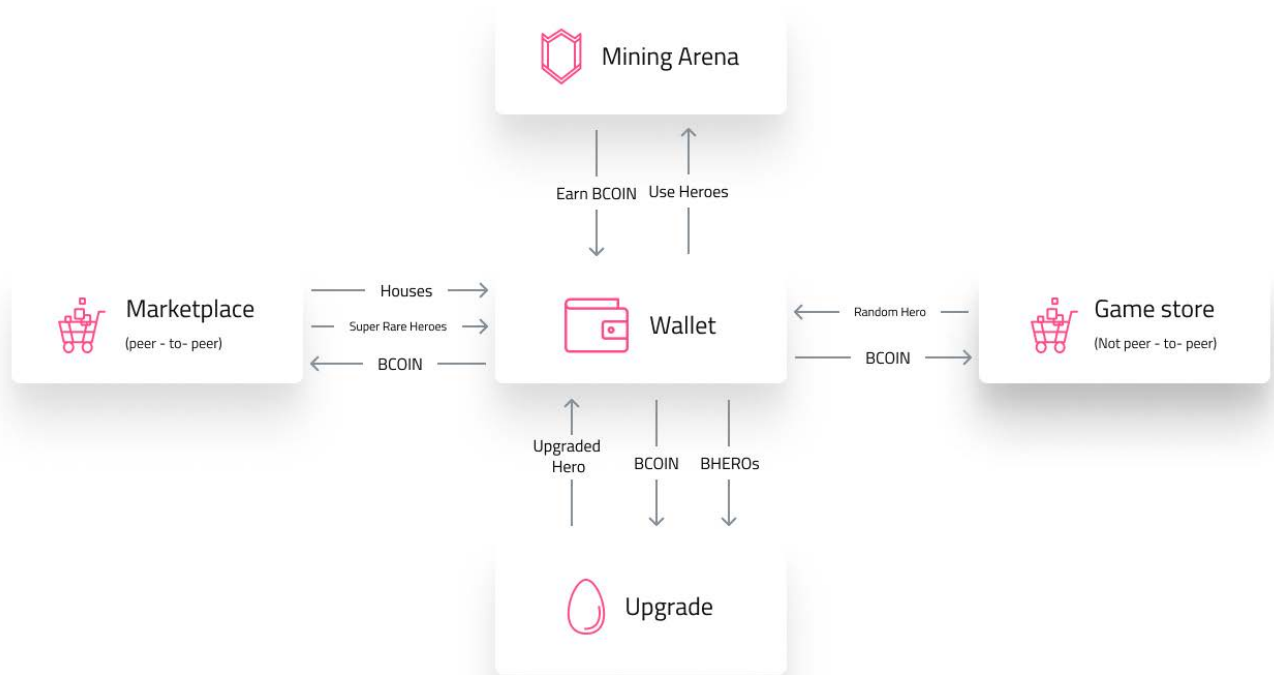 Mining Arena
Earn BCOIN
Use Heroes
Marketplace
(peer - to- peer)
Houses
Super Rare Heroes
BCOIN
Wallet
Random Hero
BCOIN
Game store
(Not peer - to- peer)
Upgraded
Hero
BCOIN
BHEROs
Upgrade